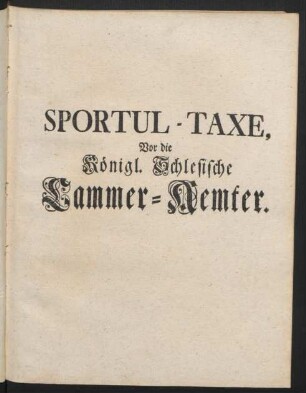 SPORTUL-TAXE,
Vor die
Königl. Schlesische
Cammer-Aemter.